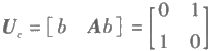 U_c = [b  Ab] = [0 1
1 0]